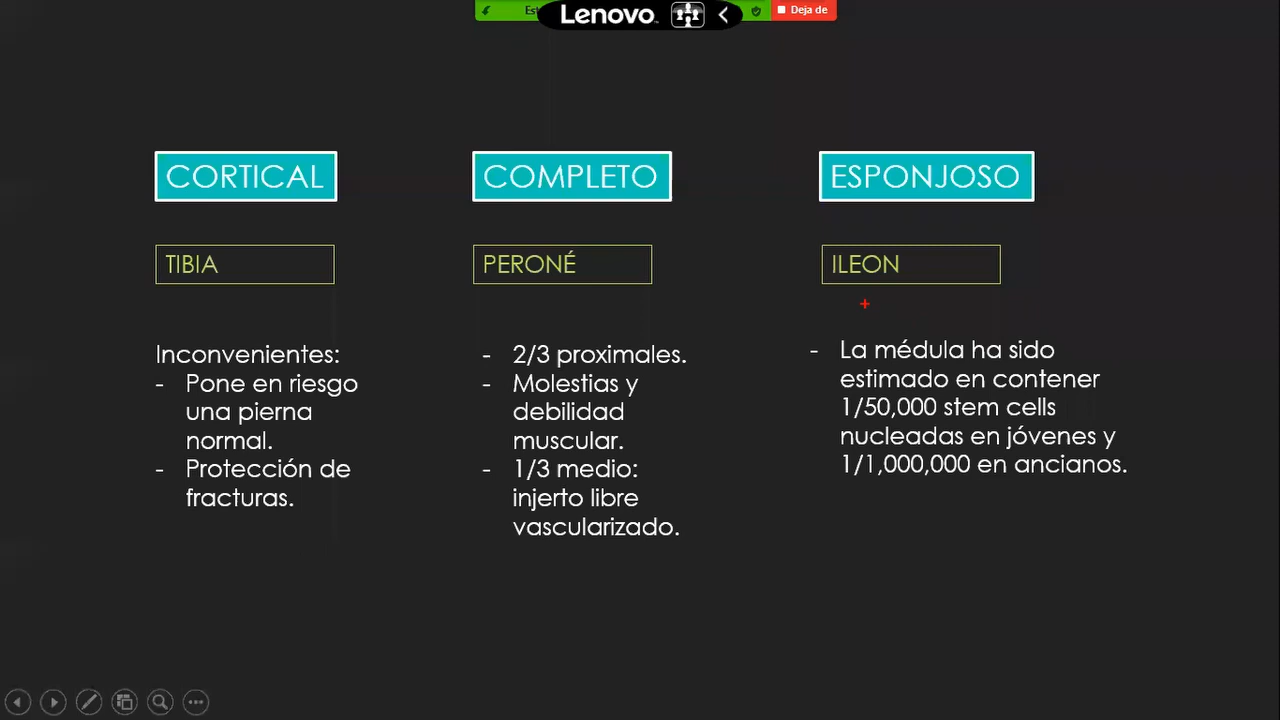 Est
Lenovo
Deja de
CORTICAL
COMPLETO
ESPONJOSO
TIBIA
PERONÉ
ILEON
Inconvenientes:
- Pone en riesgo
una pierna
normal.
- Protección de
fracturas.
- 2/3 proximales.
- Molestias y
debilidad
muscular.
- 1/3 medio:
injerto libre
vascularizado.
- La médula ha sido
estimado en contener
1/50,000 stem cells
nucleadas en jóvenes y
1/1,000,000 en ancianos.